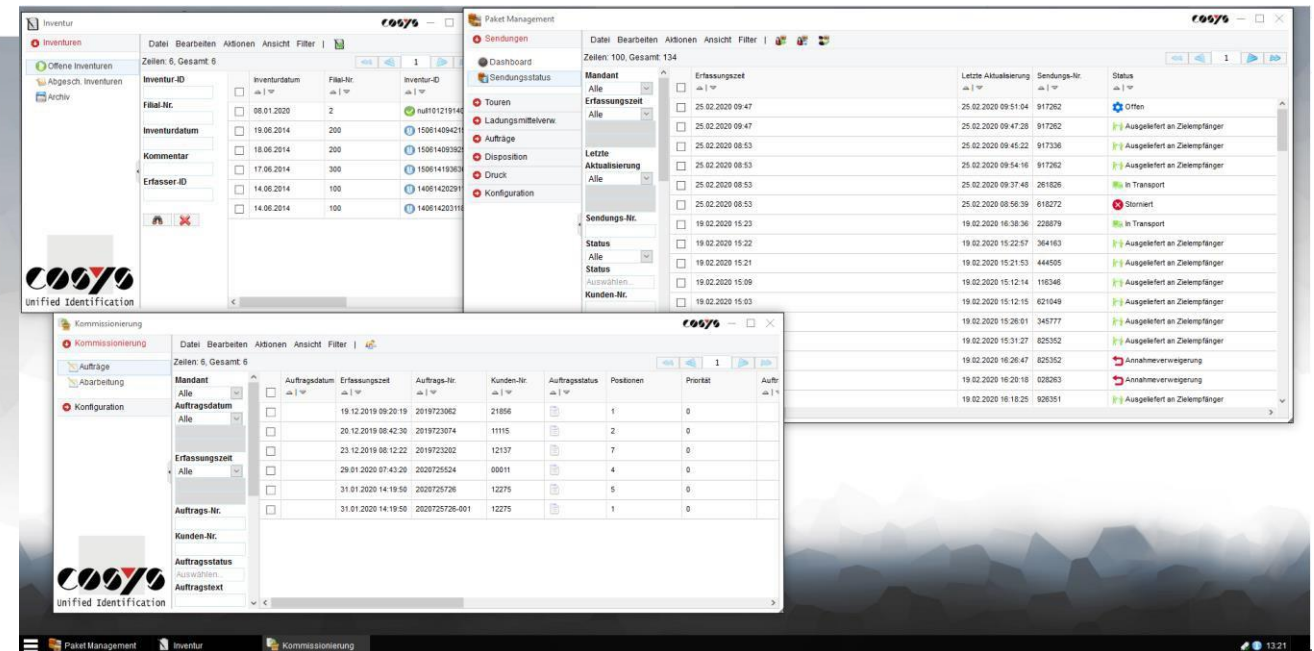 Inventur
COSYS
Inventuren
Offene Inventuren
Abgesch. Inventuren
Archiv
Datei Bearbeiten Aktionen Ansicht Filter |
Zeilen: 6, Gesamt: 6
1
Inventur-ID
Filial-Nr.
Inventurdatum
Kommentar
Erfasser-ID
Inventurdatum Filial-Nr. Inventur-ID
08.01.2020 2
19.06.2014 200
18.06.2014 200
17.06.2014 300
14.06.2014 100
14.06.2014 100
COSYS
Unified Identification
Paket Management
COSYS
Sendungen
Dashboard
Sendungsstatus
Touren
Ladungsmittelverw.
Aufträge
Disposition
Druck
Konfiguration
Datei Bearbeiten Aktionen Ansicht Filter |
Zeilen: 100, Gesamt: 134
1
Mandant
Alle
Erfassungszeit
Alle
Letzte
Aktualisierung
Alle
Sendungs-Nr.
Status
Alle
Status
Auswählen...
Kunden-Nr.
Erfassungszeit Letzte Aktualisierung Sendungs-Nr. Status
25.02.2020 09:47 25.02.2020 09:51:04 917262 Offen
25.02.2020 09:47 25.02.2020 09:47:28 917262 Ausgeliefert an Zielempfänger
25.02.2020 08:53 25.02.2020 09:45:22 917336 Ausgeliefert an Zielempfänger
25.02.2020 08:53 25.02.2020 09:54:16 917262 Ausgeliefert an Zielempfänger
25.02.2020 08:53 25.02.2020 09:37:48 261826 In Transport
25.02.2020 08:53 25.02.2020 08:56:39 618272 Storniert
19.02.2020 15:23 19.02.2020 16:38:36 228879 In Transport
19.02.2020 15:22 19.02.2020 15:22:57 364163 Ausgeliefert an Zielempfänger
19.02.2020 15:21 19.02.2020 15:21:53 444505 Ausgeliefert an Zielempfänger
19.02.2020 15:09 19.02.2020 15:12:14 116346 Ausgeliefert an Zielempfänger
19.02.2020 15:03 19.02.2020 15:12:15 621049 Ausgeliefert an Zielempfänger
19.02.2020 15:26:01 345777 Ausgeliefert an Zielempfänger
19.02.2020 15:31:27 825352 Ausgeliefert an Zielempfänger
19.02.2020 16:26:47 825352 Annahmeverweigerung
19.02.2020 16:20:18 028263 Annahmeverweigerung
19.02.2020 16:18:25 926351 Ausgeliefert an Zielempfänger
Kommissionierung
COSYS
Kommissionierung
Aufträge
Abarbeitung
Konfiguration
Datei Bearbeiten Aktionen Ansicht Filter |
Zeilen: 6, Gesamt: 6
1
Mandant
Alle
Auftragsdatum
Alle
Erfassungszeit
Alle
Auftrags-Nr.
Kunden-Nr.
Auftragsstatus
Auswählen...
Auftragstext
Auftragsdatum Erfassungszeit Auftrags-Nr. Kunden-Nr. Auftragsstatus Positionen Priorität Auftr
19.12.2019 09:20:19 2019723062 21856 1 0
20.12.2019 08:42:30 2019723074 11115 2 0
23.12.2019 08:12:22 2019723202 12137 7 0
29.01.2020 07:43:20 2020725524 00011 4 0
31.01.2020 14:19:50 2020725726 12275 5 0
31.01.2020 14:19:50 2020725726-001 12275 1 0
COSYS
Unified Identification
Paket Management Inventur Kommissionierung 13:21